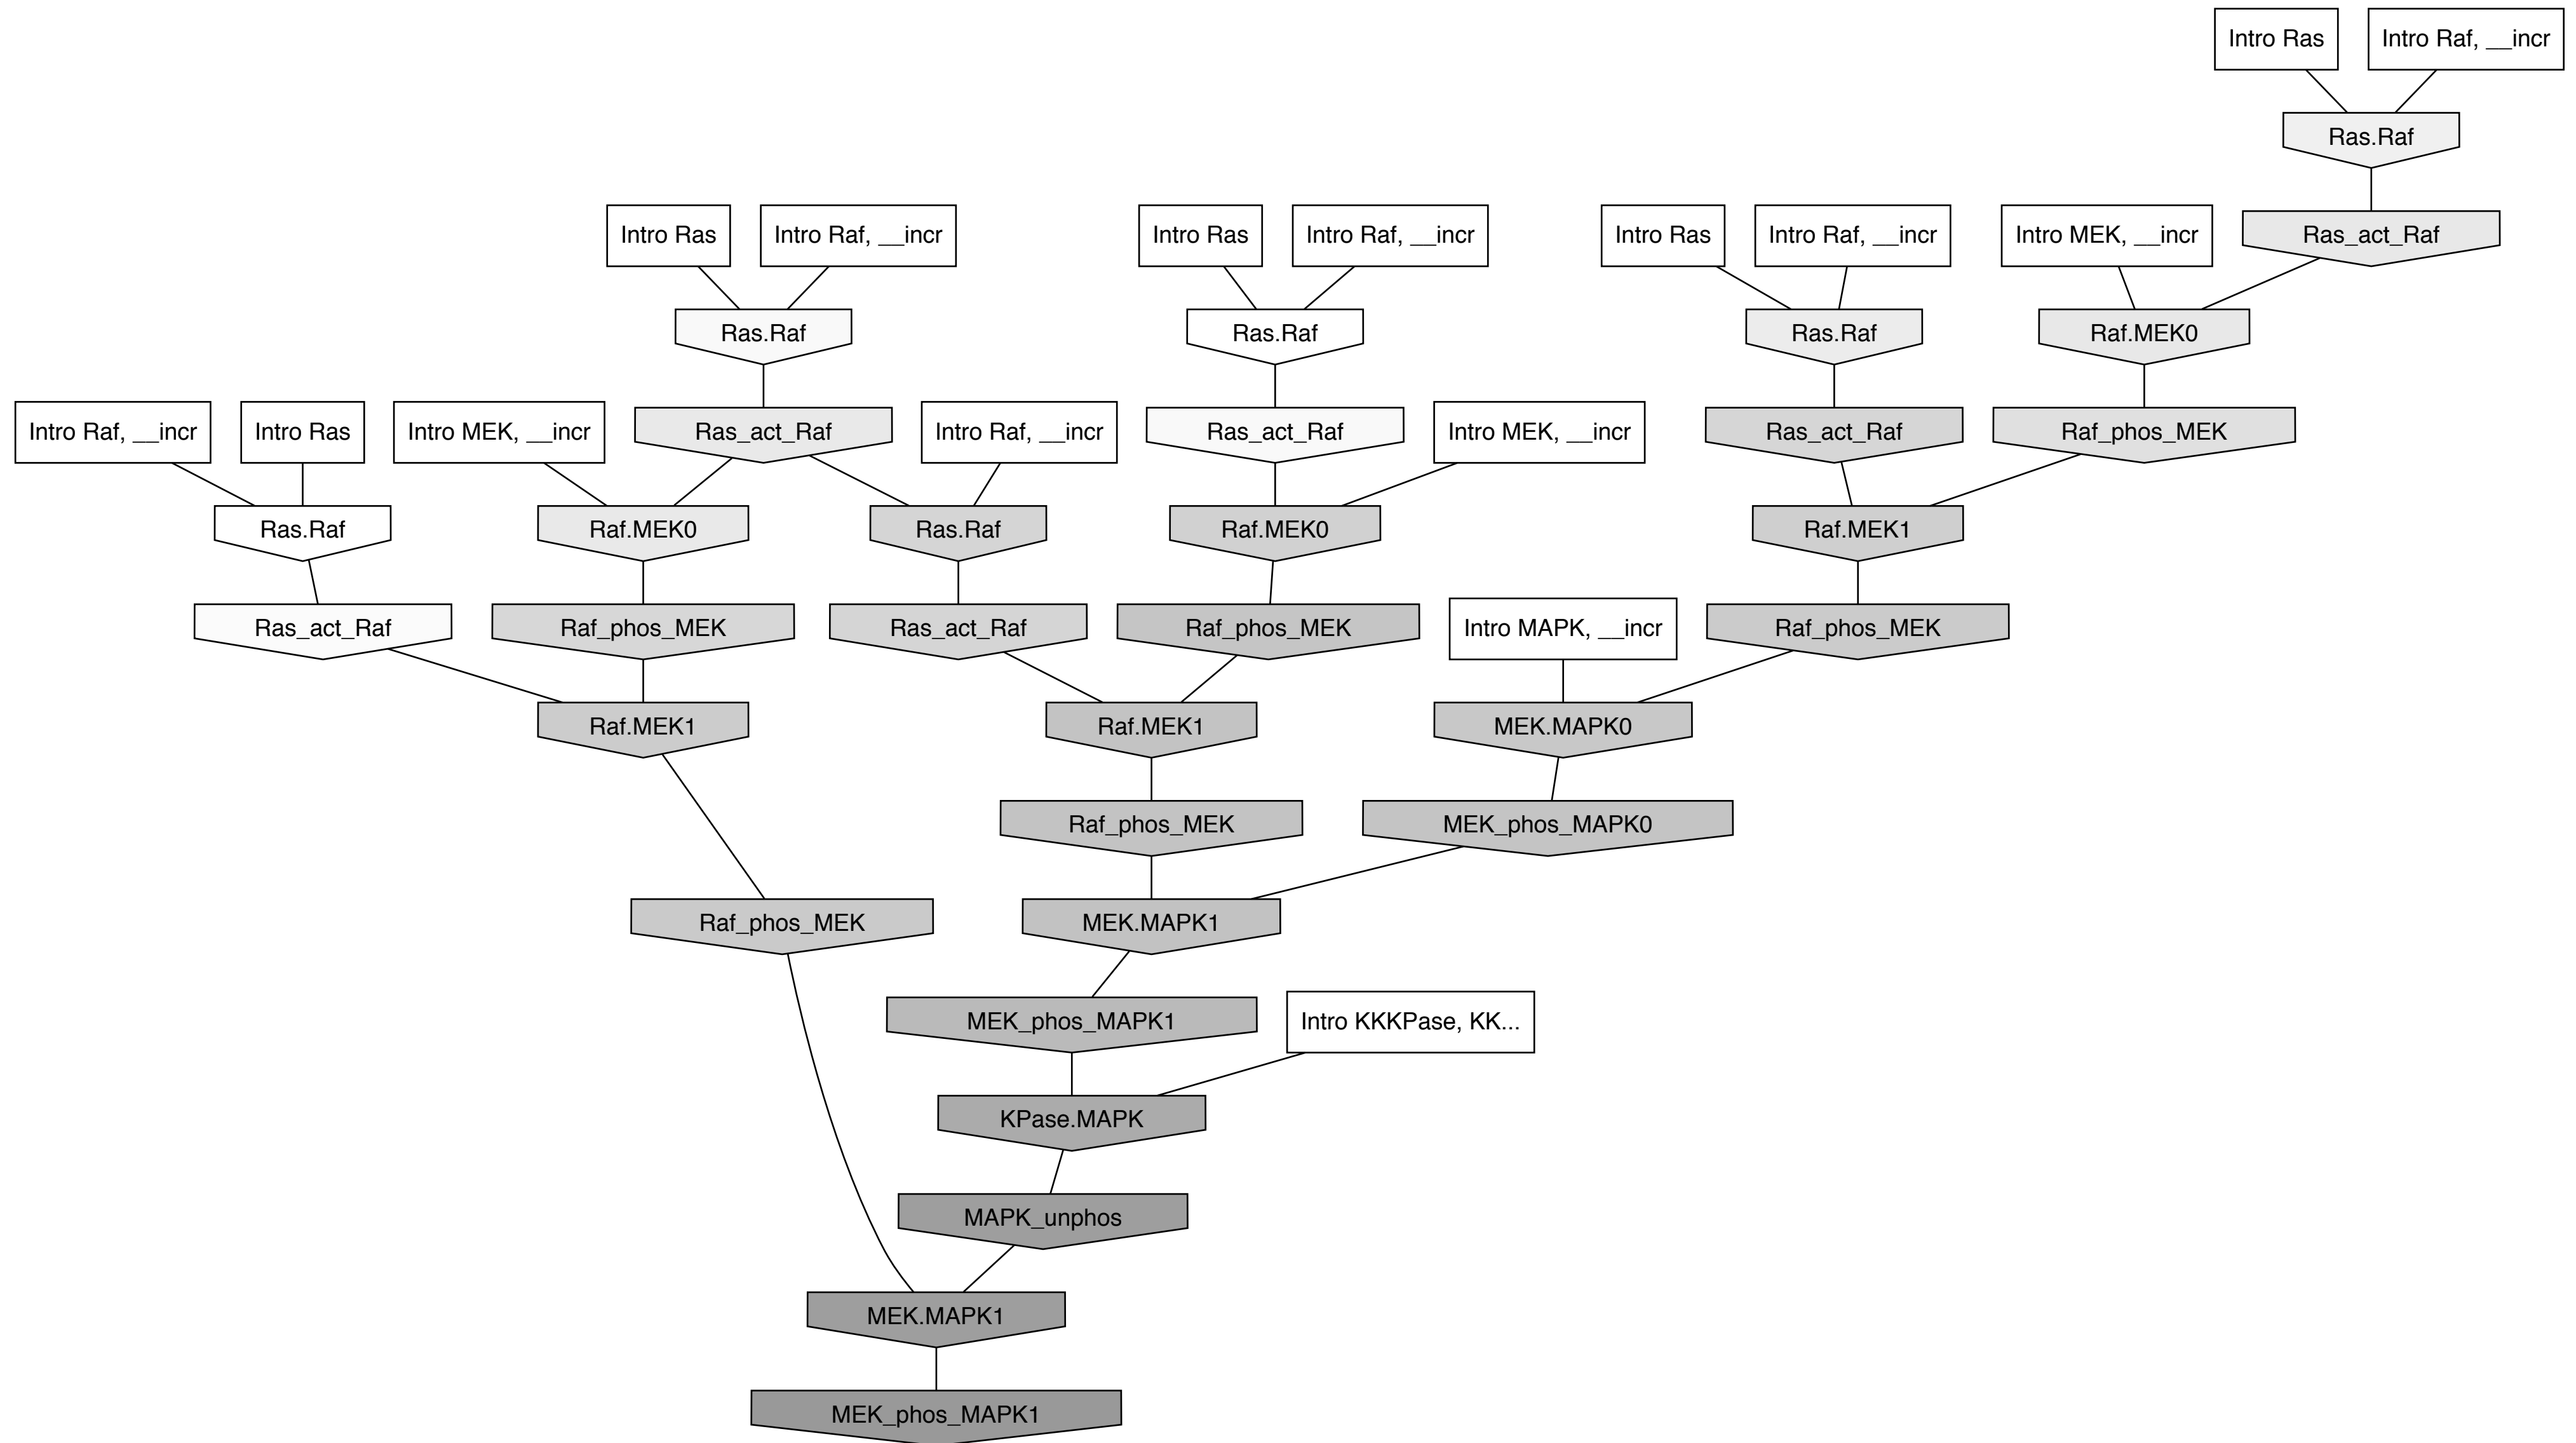 Intro Ras
Intro Raf, __incr
Ras.Raf
Intro Ras
Intro Raf, __incr
Intro Ras
Intro Raf, __incr
Intro Ras
Intro Raf, __incr
Intro MEK, __incr
Ras_act_Raf
Ras.Raf
Ras.Raf
Ras.Raf
Raf.MEK0
Intro Raf, __incr
Intro Ras
Intro MEK, __incr
Ras_act_Raf
Intro Raf, __incr
Ras_act_Raf
Intro MEK, __incr
Ras_act_Raf
Raf_phos_MEK
Ras.Raf
Raf.MEK0
Ras.Raf
Raf.MEK0
Raf.MEK1
Ras_act_Raf
Raf_phos_MEK
Ras_act_Raf
Raf_phos_MEK
Intro MAPK, __incr
Raf_phos_MEK
Raf.MEK1
Raf.MEK1
MEK.MAPK0
Raf_phos_MEK
MEK_phos_MAPK0
Raf_phos_MEK
MEK.MAPK1
MEK_phos_MAPK1
Intro KKKPase, KK...
KPase.MAPK
MAPK_unphos
MEK.MAPK1
MEK_phos_MAPK1